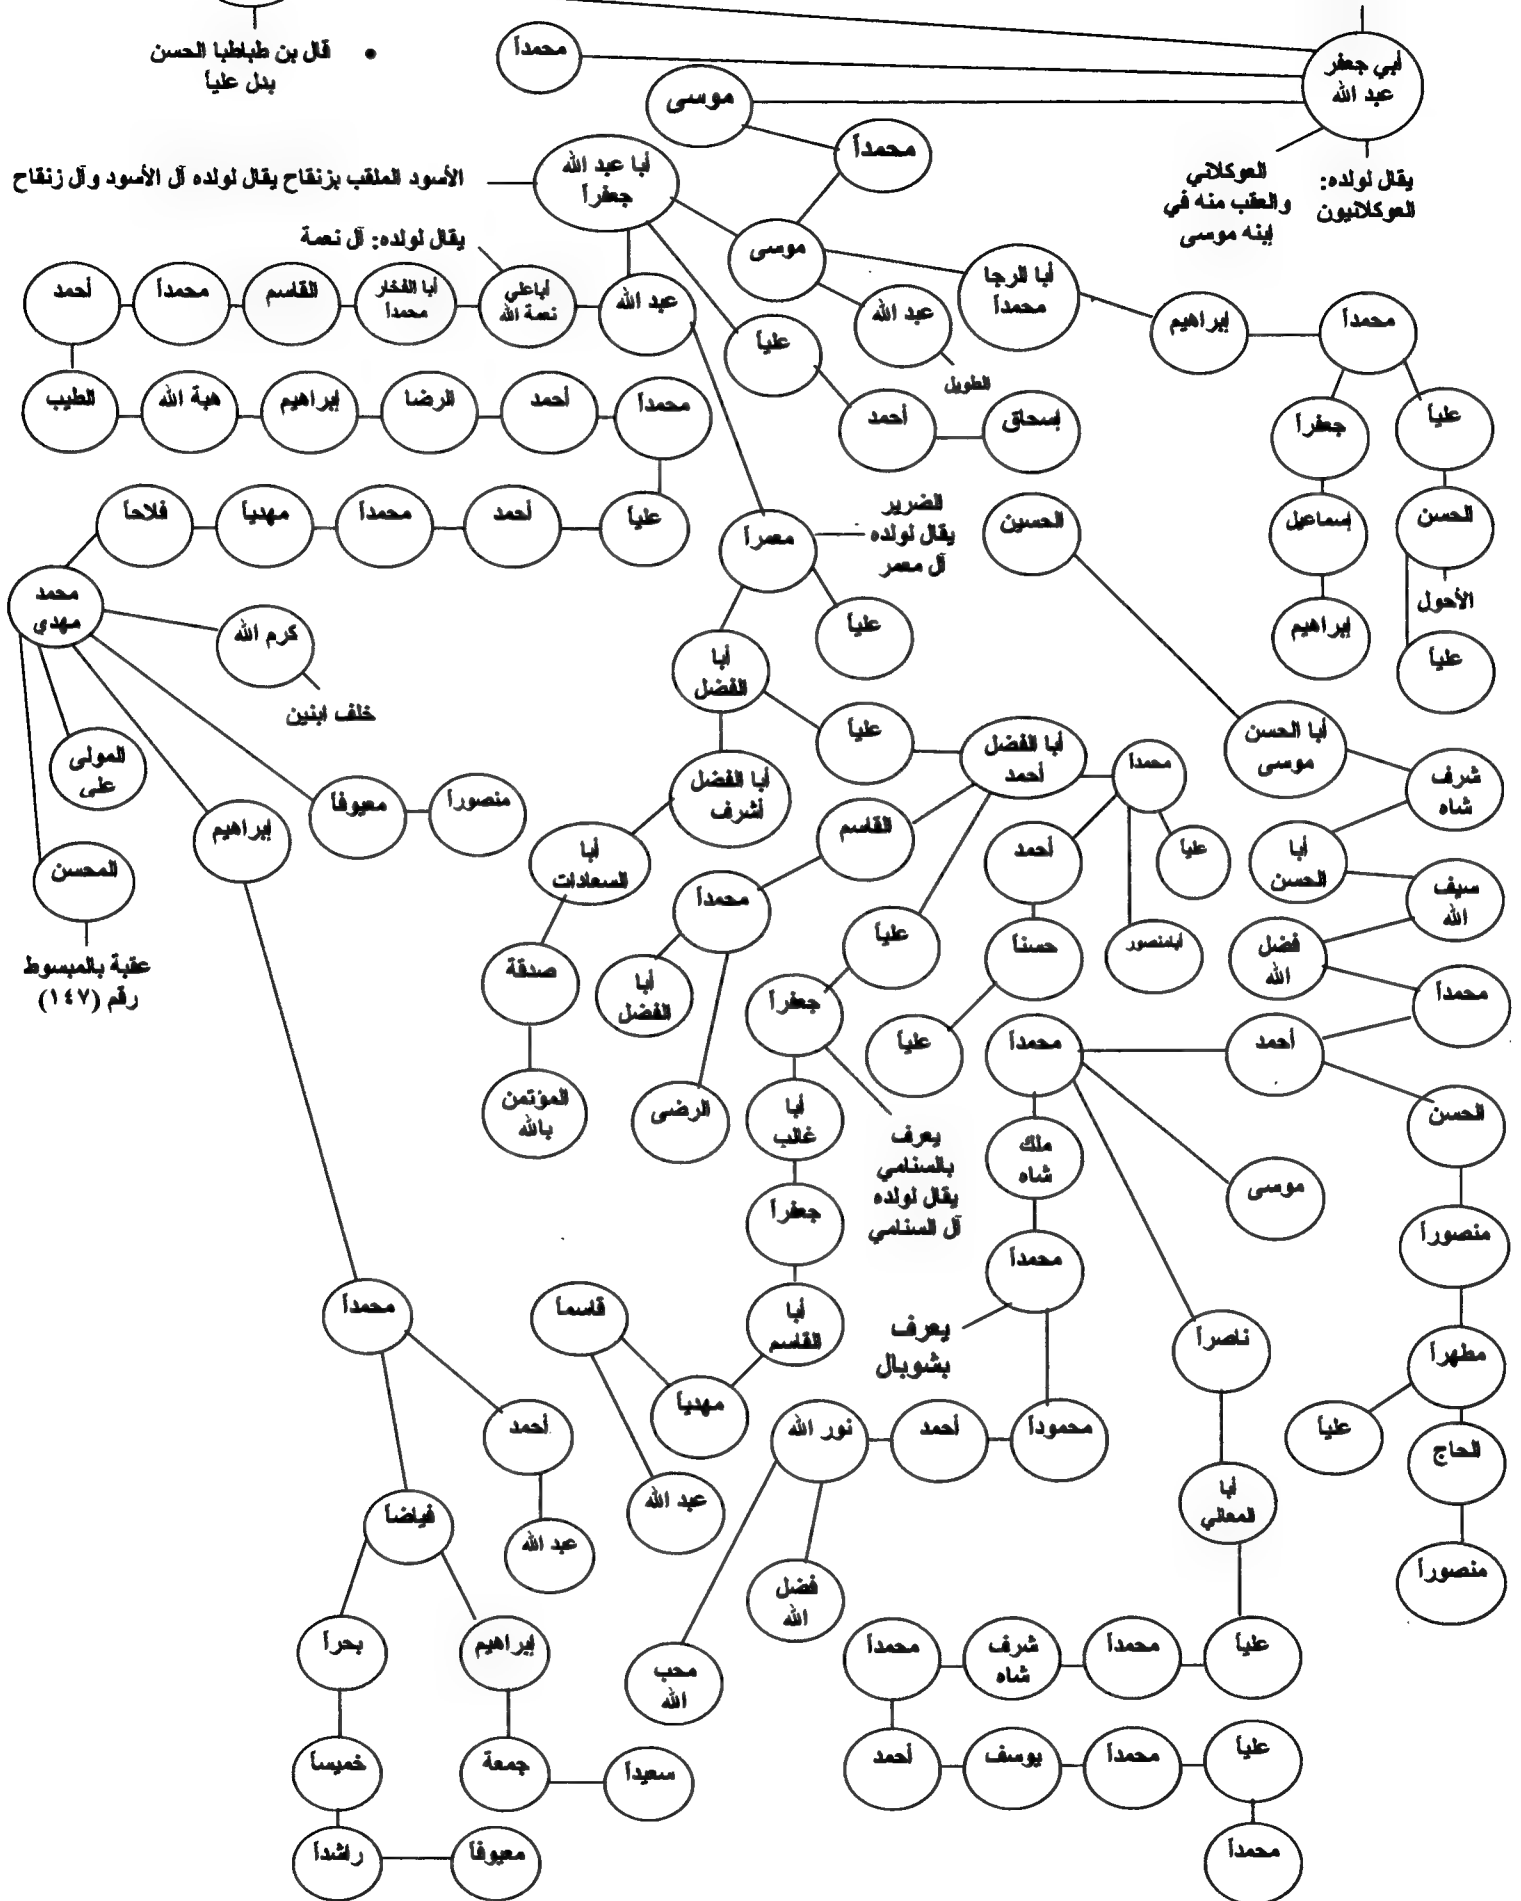 قال بن طباطبا الحسن
بدل علياً
محمداً
أبي جعفر
عبد الله
موسى
محمداً
العوكلاني
والعقب منه في
إبنه موسى
يقال لولده:
العوكلانيون
أبا عبد الله
جعفراً
الأسود الملقب بزنقاح يقال لولده آل الأسود وآل زنقاح
يقال لولده: آل نعمة
موسى
أبا الرجا
محمداً
عبد الله
الطويل
إبراهيم
محمداً
عبد الله
أباعلي
نعمة الله
أبا الفخار
محمداً
القاسم
محمداً
أحمد
علياً
أحمد
إسحاق
جعفراً
علياً
محمداً
أحمد
الرضا
إبراهيم
هبة الله
الطيب
الحسن
الأحول
إسماعيل
إبراهيم
علياً
الحسين
الضرير
يقال لولده
آل معمر
معمراً
علياً
علياً
أحمد
محمداً
مهدياً
فلاحاً
محمد
مهدي
كرم الله
خلف ابنين
أبا
الفضل
علياً
أبا الفضل
أحمد
محمداً
أبا الحسن
موسى
شرف
شاه
المولى
على
معيوفاً
منصوراً
إبراهيم
المحسن
عقبة بالمبسوط
رقم (١٤٧)
أبا الفضل
أشرف
أبا
السعادات
القاسم
أحمد
علياً
أبا
الحسن
سيف
الله
محمداً
علياً
حسناً
أبامنصور
فضل
الله
محمداً
صدقة
أبا
الفضل
جعفراً
علياً
محمداً
أحمد
المؤتمن
بالله
الرضى
أبا
غالب
يعرف
بالسنامي
يقال لولده
آل السنامي
ملك
شاه
الحسن
موسى
جعفراً
محمداً
منصوراً
محمداً
قاسماً
أبا
القاسم
يعرف
بشوبال
ناصراً
مطهراً
أحمد
مهدياً
نور الله
أحمد
محموداً
علياً
الحاج
فياضاً
عبد الله
عبد الله
أبا
المعالي
منصوراً
فضل
الله
بحراً
إبراهيم
محب
الله
محمداً
شرف
شاه
محمداً
علياً
خميساً
جمعة
سعيداً
أحمد
يوسف
محمداً
علياً
راشداً
معيوفاً
محمداً